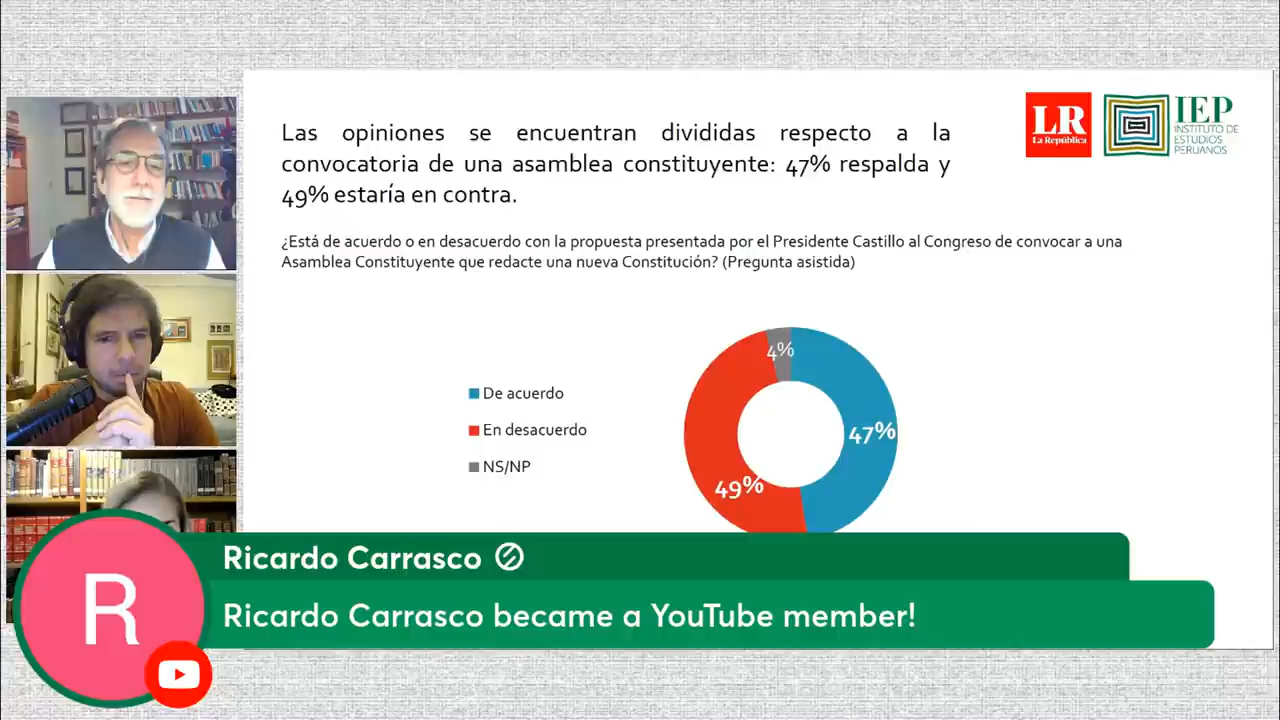 Las opiniones se encuentran divididas respecto a la
convocatoria de una asamblea constituyente: 47% respalda y
49% estaría en contra.
LR
La República
IEP
INSTITUTO DE
ESTUDIOS
PERUANOS
¿Está de acuerdo o en desacuerdo con la propuesta presentada por el Presidente Castillo al Congreso de convocar a una
Asamblea Constituyente que redacte una nueva Constitución? (Pregunta asistida)
De acuerdo
En desacuerdo
NS/NP
4%
47%
49%
R
Ricardo Carrasco
Ricardo Carrasco became a YouTube member!